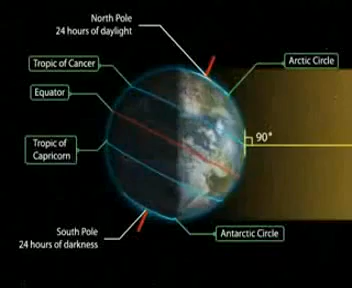 North Pole
24 hours of daylight
Tropic of Cancer
Arctic Circle
Equator
90°
Tropic of
Capricorn
South Pole
24 hours of darkness
Antarctic Circle